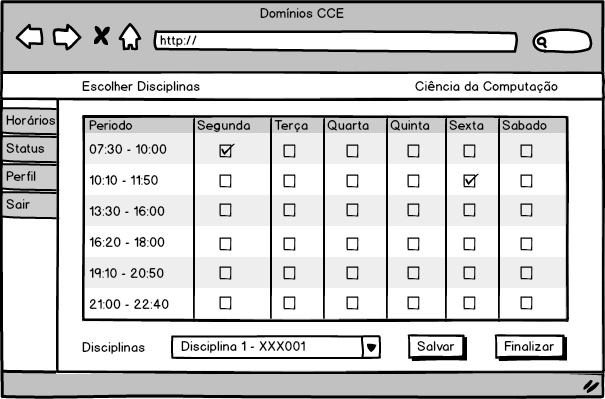 Domínios CCE
http://
Escolher Disciplinas Ciência da Computação
Horários
Status
Perfil
Sair
Periodo Segunda Terça Quarta Quinta Sexta Sabado
07:30 - 10:00
10:10 - 11:50
13:30 - 16:00
16:20 - 18:00
19:10 - 20:50
21:00 - 22:40
Disciplinas Disciplina 1 - XXX001 Salvar Finalizar